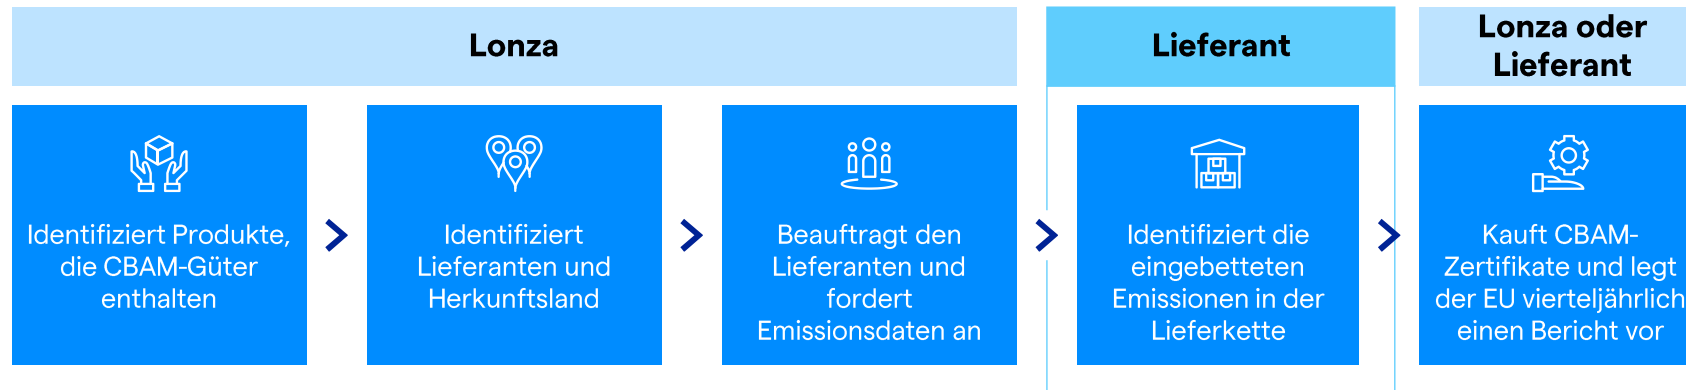 Lonza
Lieferant
Lonza oder
Lieferant
Identifiziert Produkte,
die CBAM-Güter
enthalten
Identifiziert
Lieferanten und
Herkunftsland
Beauftragt den
Lieferanten und
fordert
Emissionsdaten an
Identifiziert die
eingebetteten
Emissionen in der
Lieferkette
Kauft CBAM-
Zertifikate und legt
der EU vierteljährlich
einen Bericht vor